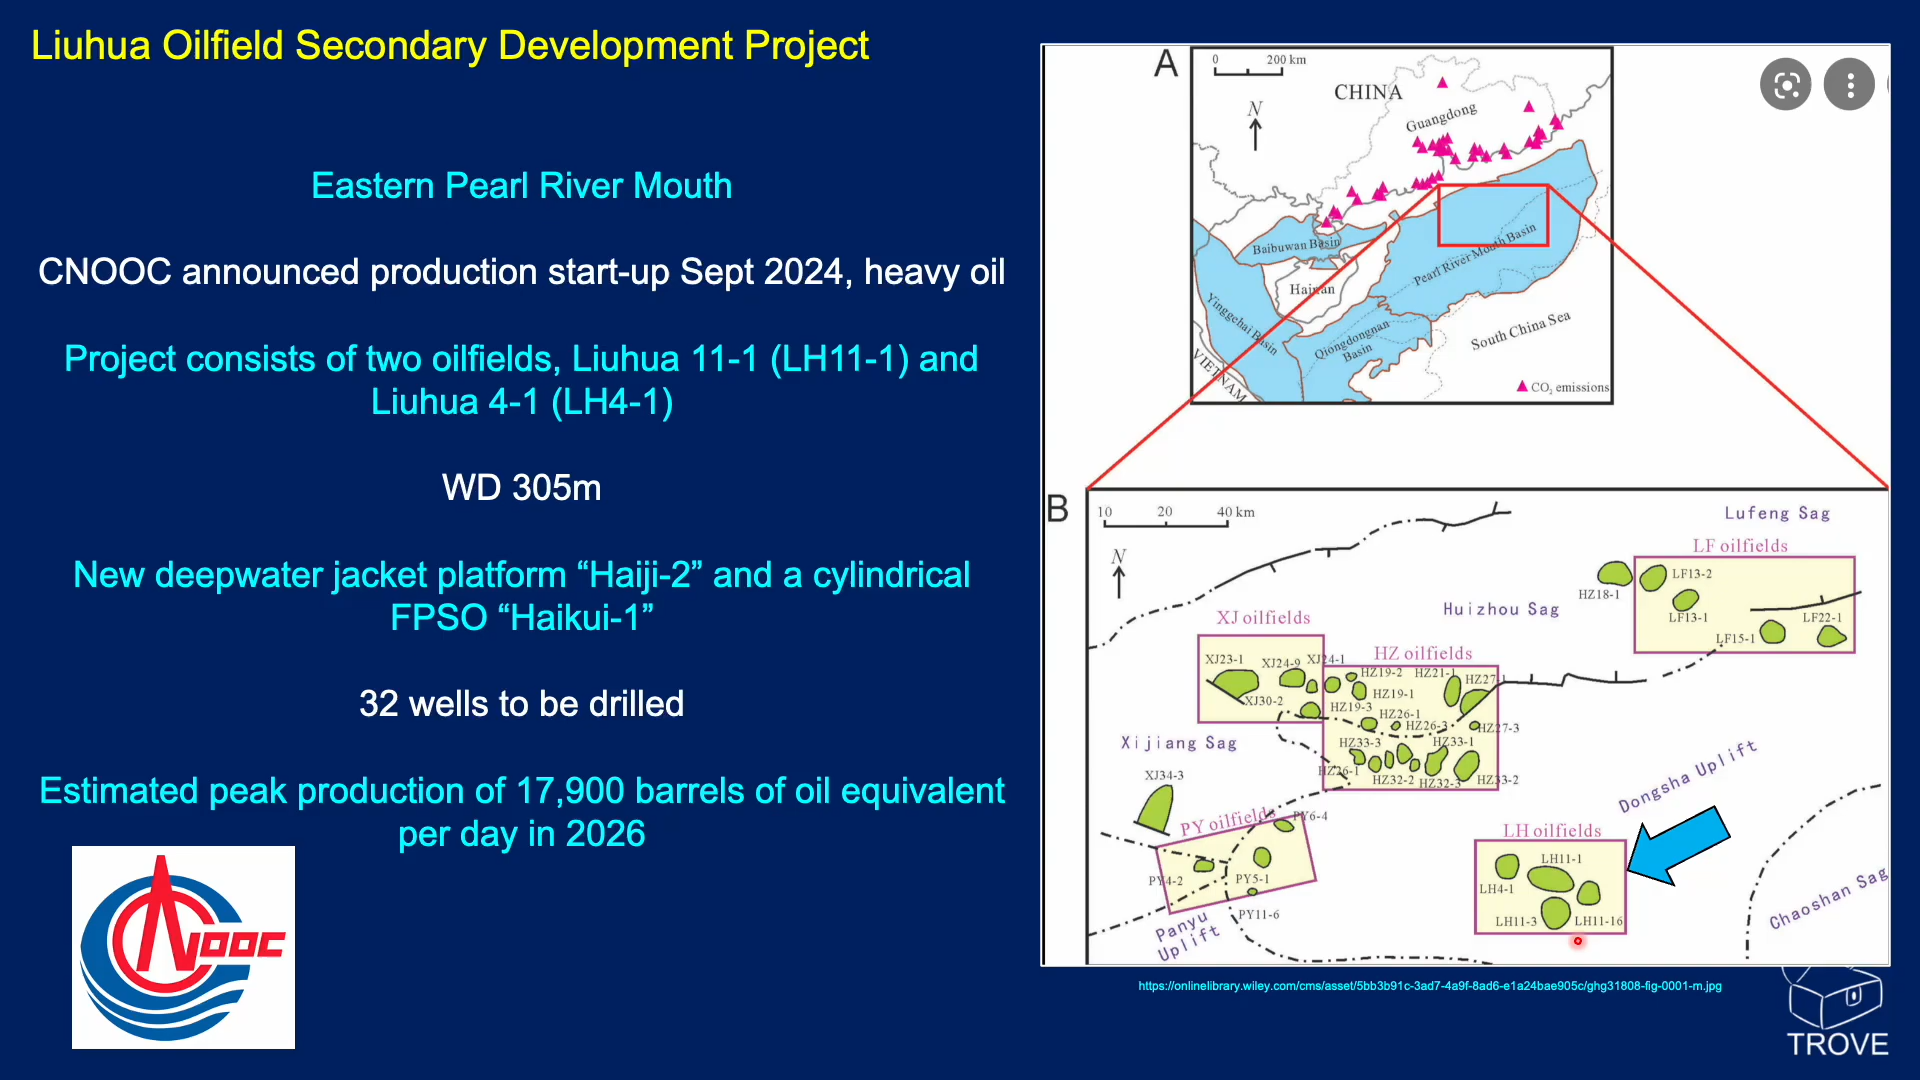 Liuhua Oilfield Secondary Development Project
Eastern Pearl River Mouth
CNOOC announced production start-up Sept 2024, heavy oil
Project consists of two oilfields, Liuhua 11-1 (LH11-1) and
Liuhua 4-1 (LH4-1)
WD 305m
New deepwater jacket platform “Haiji-2” and a cylindrical
FPSO “Haikui-1”
32 wells to be drilled
Estimated peak production of 17,900 barrels of oil equivalent
per day in 2026
CNOOC
A
0 200 km
N
CHINA
Guangdong
Baibuwan Basin
Hainan
Pearl River Mouth Basin
Yinggehai Basin
Qiongdongnan
Basin
South China Sea
VIETNAM
CO2 emissions
B
10 20 40 km
N
Lufeng Sag
LF oilfields
LF13-2
HZ18-1
LF13-1
LF22-1
LF15-1
Huizhou Sag
XJ oilfields
HZ oilfields
XJ23-1
XJ24-9
XJ24-1
HZ19-2
HZ21-1
HZ27-1
HZ19-1
XJ30-2
HZ19-3
HZ26-1
HZ26-3
HZ27-3
Xijiang Sag
HZ33-3
HZ33-1
HZ26-1
HZ32-2
HZ32-3
HZ33-2
XJ34-3
Dongsha Uplift
PY oilfields
PY6-4
LH oilfields
LH11-1
PY4-2
PY5-1
LH4-1
PY11-6
LH11-3
LH11-16
Panyu
Uplift
Chaoshan Sag
https://onlinelibrary.wiley.com/cms/asset/5bb3b91c-3ad7-4a9f-8ad6-e1a24bae905c/ghg31808-fig-0001-m.jpg
TROVE